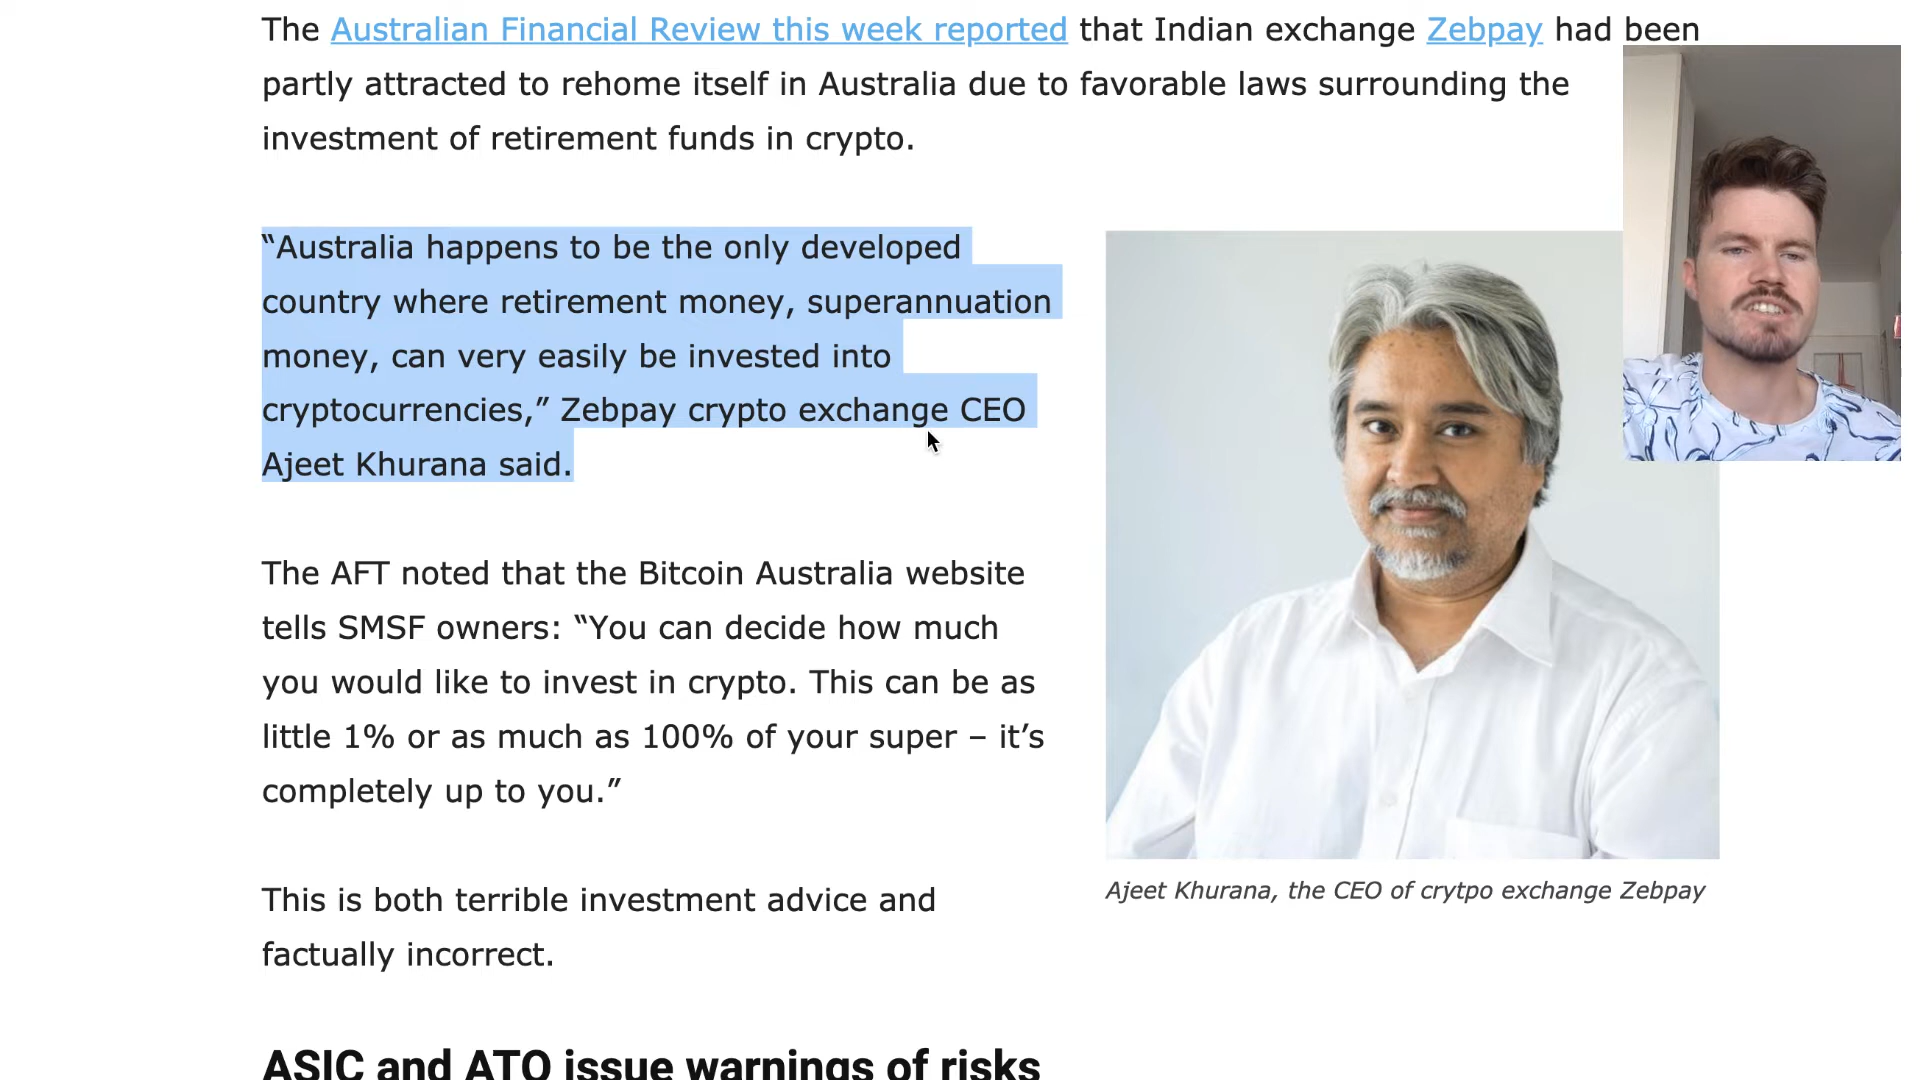 The Australian Financial Review this week reported that Indian exchange Zebpay had been
partly attracted to rehome itself in Australia due to favorable laws surrounding the
investment of retirement funds in crypto.
“Australia happens to be the only developed
country where retirement money, superannuation
money, can very easily be invested into
cryptocurrencies,” Zebpay crypto exchange CEO
Ajeet Khurana said.
The AFT noted that the Bitcoin Australia website
tells SMSF owners: “You can decide how much
you would like to invest in crypto. This can be as
little 1% or as much as 100% of your super – it’s
completely up to you.”
This is both terrible investment advice and
factually incorrect.
Ajeet Khurana, the CEO of crytpo exchange Zebpay
ASIC and ATO issue warnings of risks